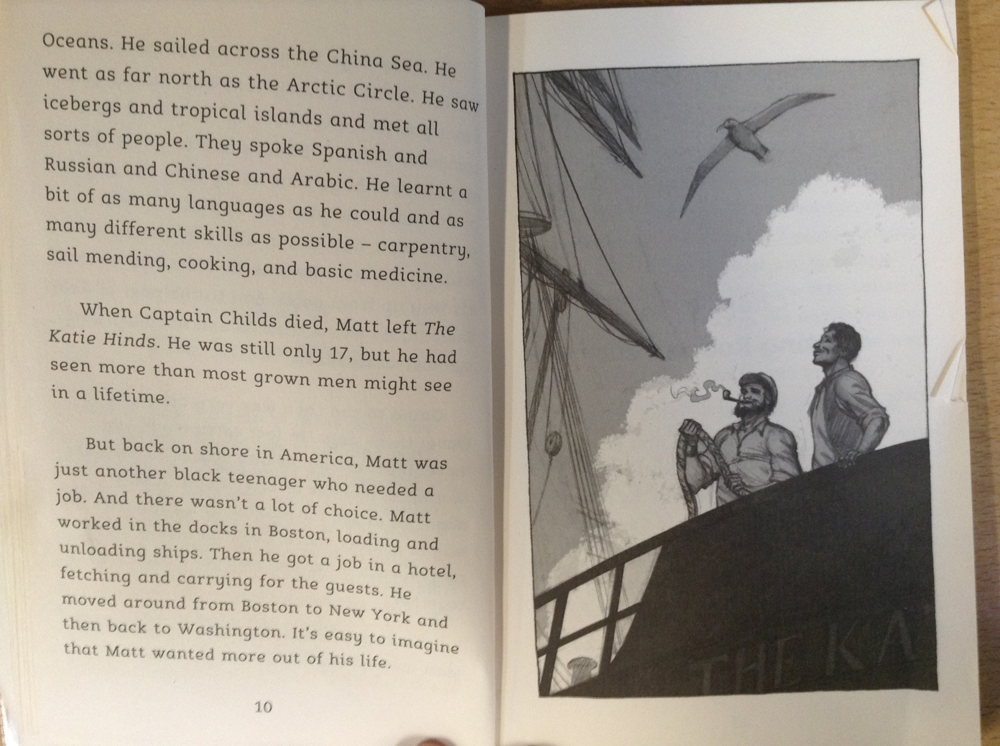 Oceans. He sailed across the China Sea. He
went as far north as the Arctic Circle. He saw
icebergs and tropical islands and met all
sorts of people. They spoke Spanish and
Russian and Chinese and Arabic. He learnt a
bit of as many languages as he could and as
many different skills as possible – carpentry,
sail mending, cooking, and basic medicine.
When Captain Childs died, Matt left The
Katie Hinds. He was still only 17, but he had
seen more than most grown men might see
in a lifetime.
But back on shore in America, Matt was
just another black teenager who needed a
job. And there wasn't a lot of choice. Matt
worked in the docks in Boston, loading and
unloading ships. Then he got a job in a hotel,
fetching and carrying for the guests. He
moved around from Boston to New York and
then back to Washington. It's easy to imagine
that Matt wanted more out of his life.
10
THE KA